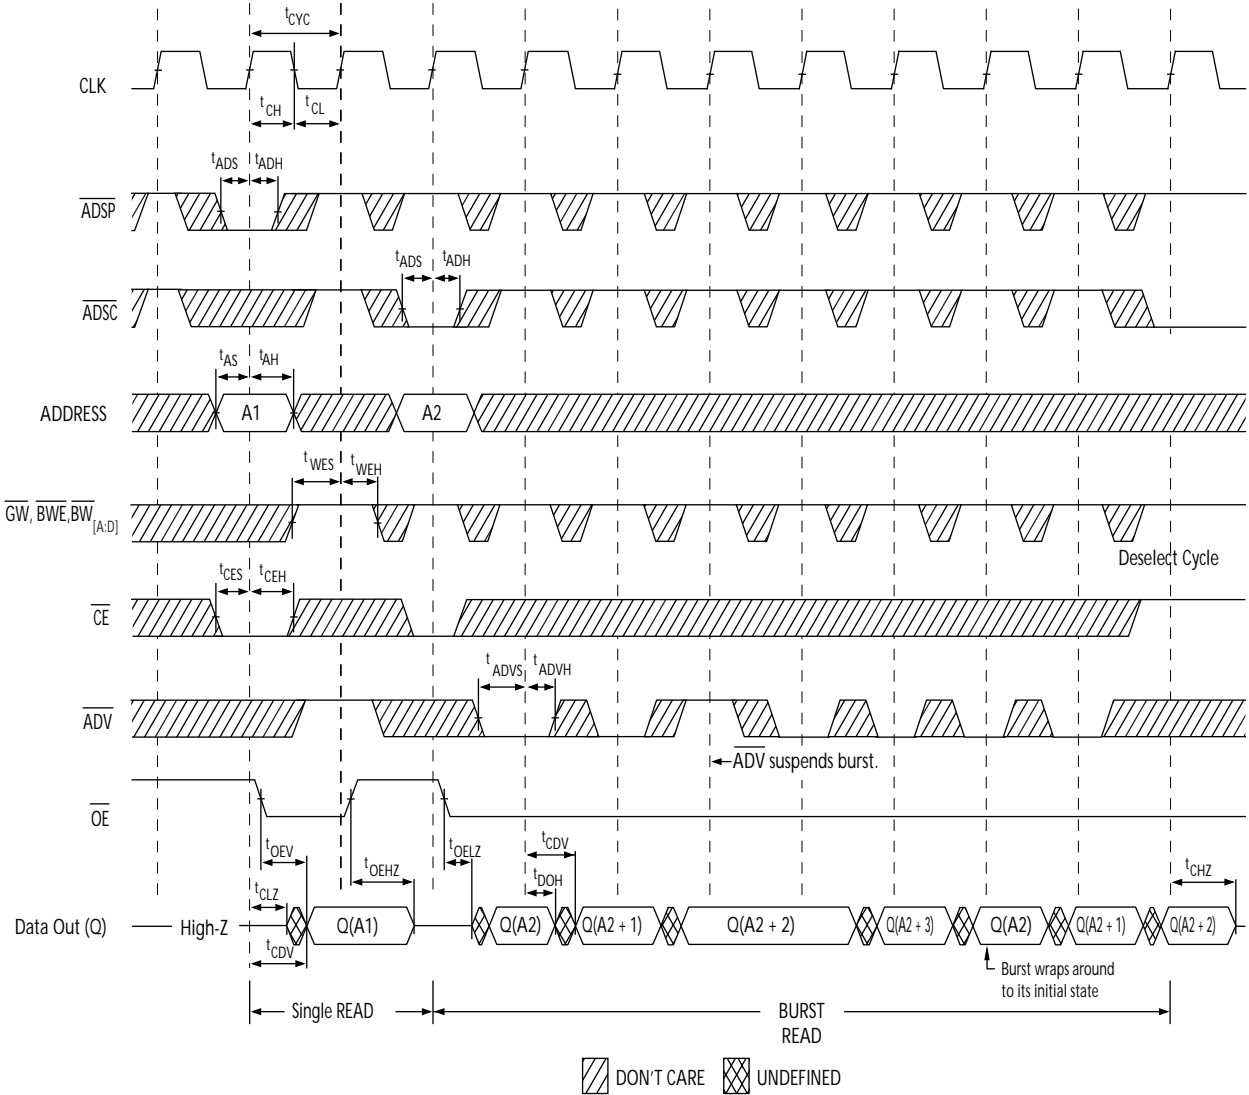 tCYC
CLK
tCH
tCL
tADS
tADH
ADSP
tADS
tADH
ADSC
tAS
tAH
ADDRESS
A1
A2
tWES
tWEH
GW, BWE,BW[A:D]
Deselect Cycle
tCES
tCEH
CE
tADVS
tADVH
ADV
ADV suspends burst.
OE
tOEV
tOEHZ
tOELZ
tCDV
tCHZ
tCLZ
tDOH
Data Out (Q)
High-Z
Q(A1)
Q(A2)
Q(A2 + 1)
Q(A2 + 2)
Q(A2 + 3)
Q(A2)
Q(A2 + 1)
Q(A2 + 2)
tCDV
Burst wraps around
to its initial state
Single READ
BURST
READ
DON'T CARE
UNDEFINED